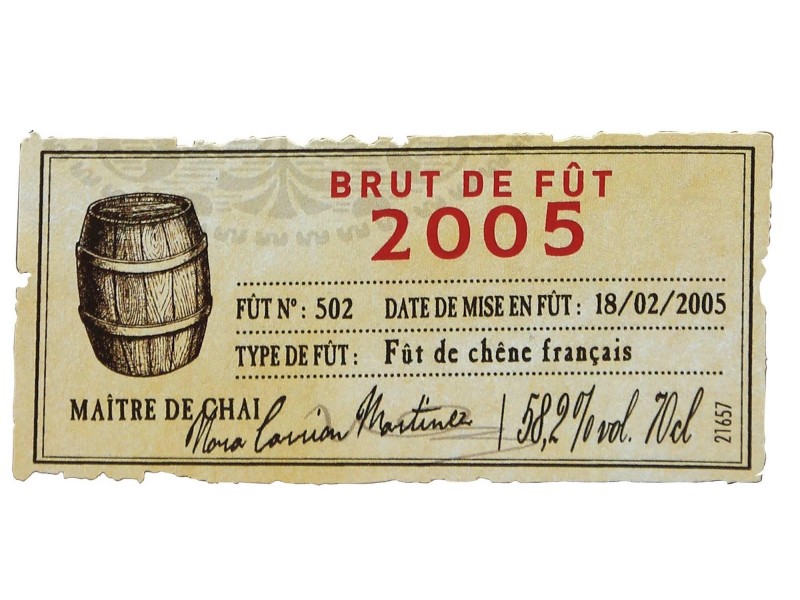 BRUT DE FÛT
2005
FÛT Nº : 502 DATE DE MISE EN FÛT : 18/02/2005
TYPE DE FÛT : Fût de chêne français
MAÎTRE DE CHAI
Martinez | 58,2% vol. 70cl
21657